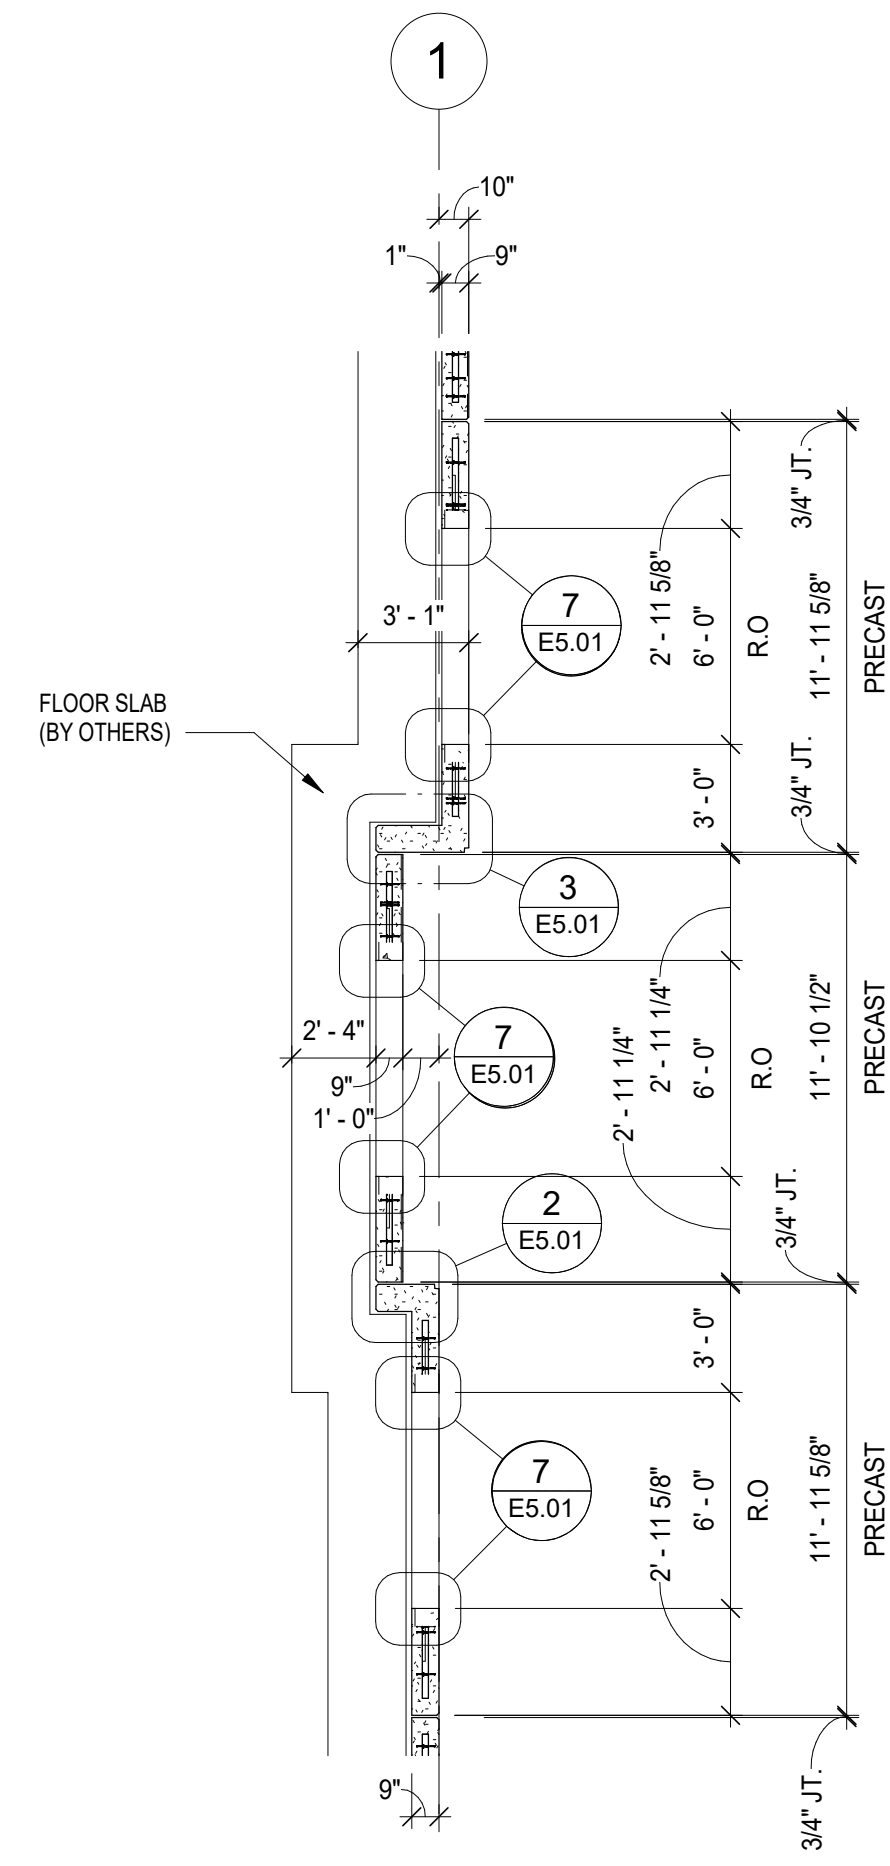 1
10"
1"
9"
3/4" JT.
2' - 11 5/8"
7
E5.01
3' - 1"
6' - 0"
R.O
11' - 11 5/8"
PRECAST
FLOOR SLAB
(BY OTHERS)
3' - 0"
3/4" JT.
3
E5.01
2' - 11 1/4"
2' - 4"
9"
1' - 0"
7
E5.01
2' - 11 1/4"
6' - 0"
R.O
11' - 10 1/2"
PRECAST
2
E5.01
3/4" JT.
3' - 0"
7
E5.01
2' - 11 5/8"
6' - 0"
R.O
11' - 11 5/8"
PRECAST
9"
3/4" JT.